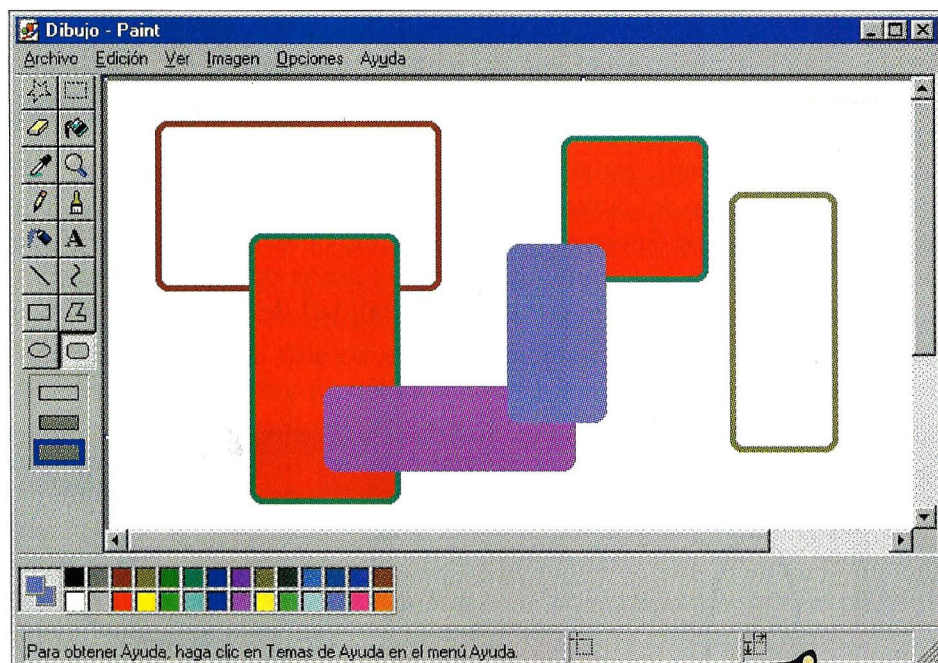 Dibujo - Paint
Archivo Edición Ver Imagen Opciones Ayuda
A
Para obtener Ayuda, haga clic en Temas de Ayuda en el menú Ayuda.